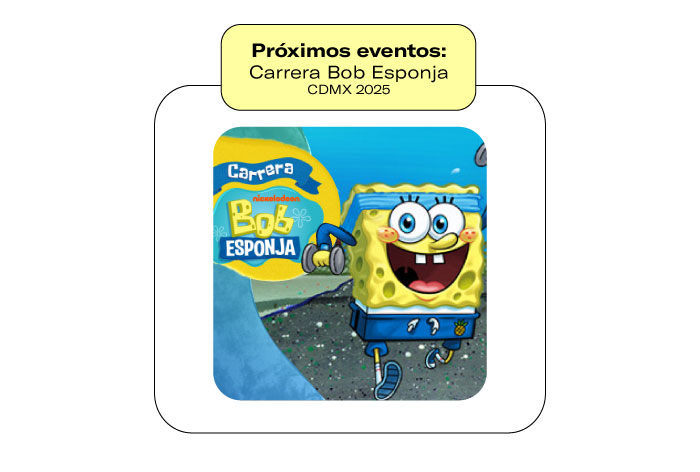 Próximos eventos:
Carrera Bob Esponja
CDMX 2025
Carrera
nickelodeon
Bob
ESPONJA